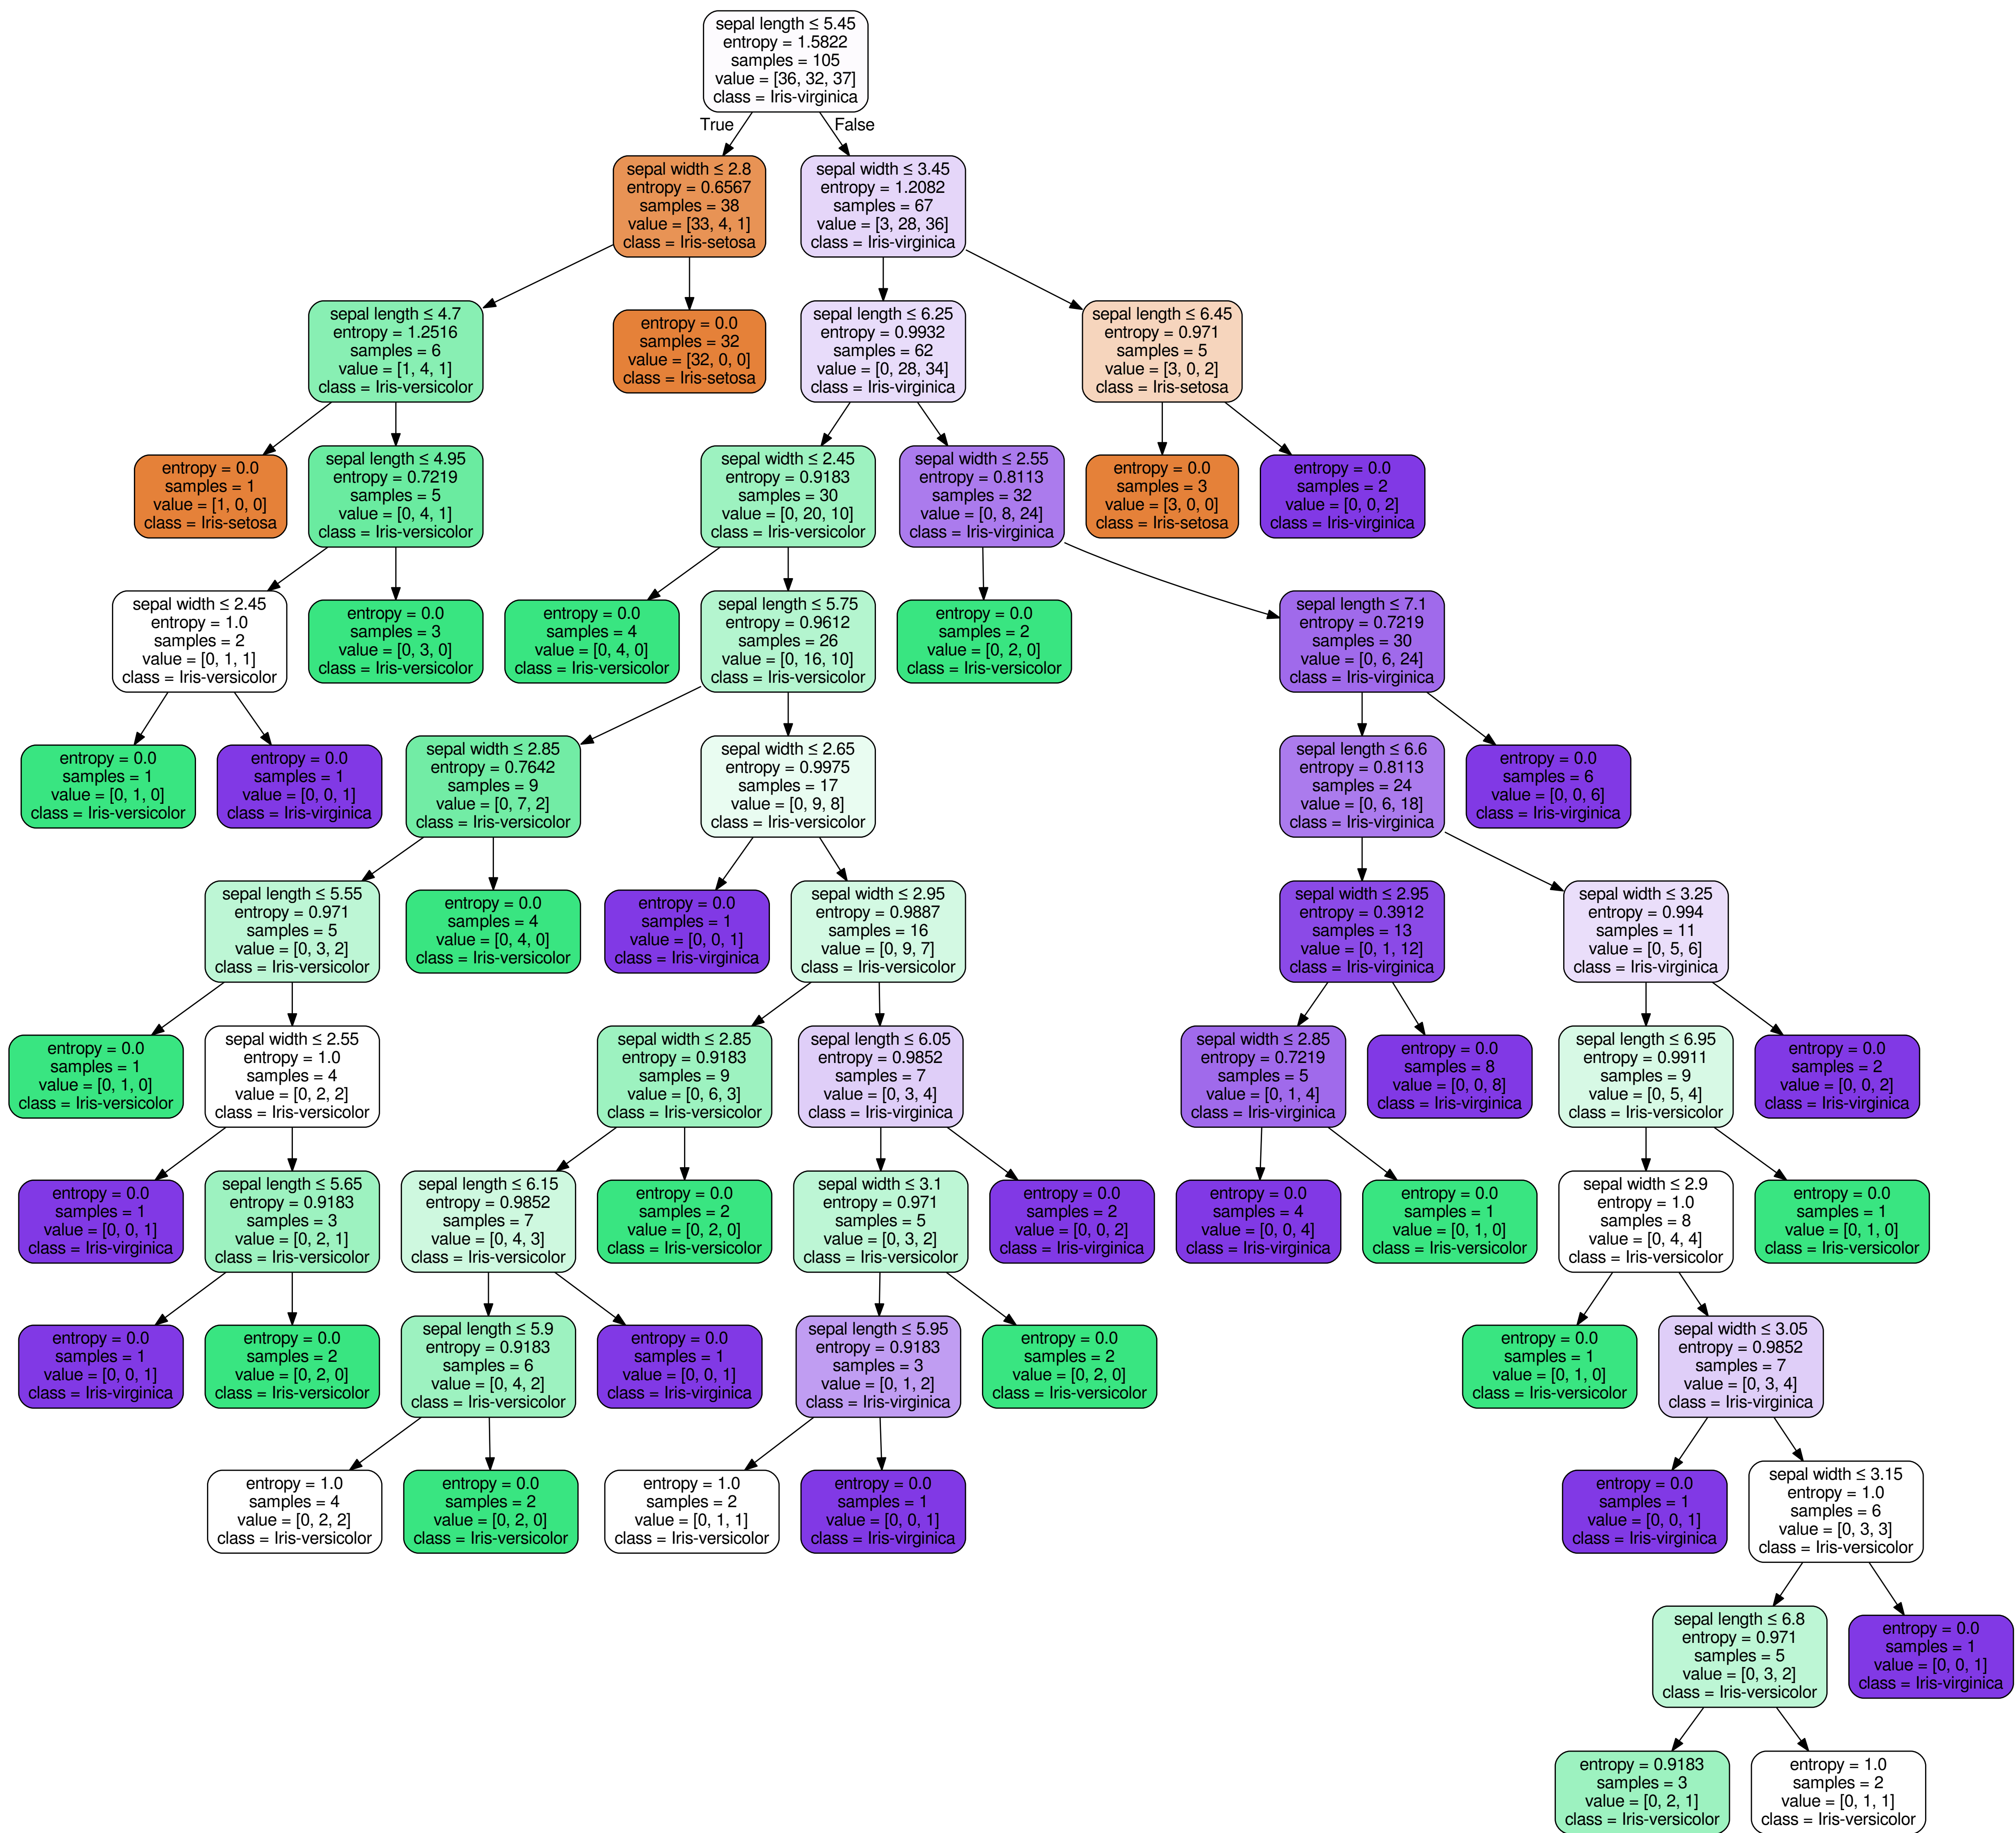 sepal length ≤ 5.45
entropy = 1.5822
samples = 105
value = [36, 32, 37]
class = Iris-virginica
True
False
sepal width ≤ 2.8
entropy = 0.6567
samples = 38
value = [33, 4, 1]
class = Iris-setosa
sepal width ≤ 3.45
entropy = 1.2082
samples = 67
value = [3, 28, 36]
class = Iris-virginica
sepal length ≤ 4.7
entropy = 1.2516
samples = 6
value = [1, 4, 1]
class = Iris-versicolor
entropy = 0.0
samples = 32
value = [32, 0, 0]
class = Iris-setosa
sepal length ≤ 6.25
entropy = 0.9932
samples = 62
value = [0, 28, 34]
class = Iris-virginica
sepal length ≤ 6.45
entropy = 0.971
samples = 5
value = [3, 0, 2]
class = Iris-setosa
entropy = 0.0
samples = 1
value = [1, 0, 0]
class = Iris-setosa
sepal length ≤ 4.95
entropy = 0.7219
samples = 5
value = [0, 4, 1]
class = Iris-versicolor
sepal width ≤ 2.45
entropy = 0.9183
samples = 30
value = [0, 20, 10]
class = Iris-versicolor
sepal width ≤ 2.55
entropy = 0.8113
samples = 32
value = [0, 8, 24]
class = Iris-virginica
entropy = 0.0
samples = 3
value = [3, 0, 0]
class = Iris-setosa
entropy = 0.0
samples = 2
value = [0, 0, 2]
class = Iris-virginica
sepal width ≤ 2.45
entropy = 1.0
samples = 2
value = [0, 1, 1]
class = Iris-versicolor
entropy = 0.0
samples = 3
value = [0, 3, 0]
class = Iris-versicolor
entropy = 0.0
samples = 4
value = [0, 4, 0]
class = Iris-versicolor
sepal length ≤ 5.75
entropy = 0.9612
samples = 26
value = [0, 16, 10]
class = Iris-versicolor
entropy = 0.0
samples = 2
value = [0, 2, 0]
class = Iris-versicolor
sepal length ≤ 7.1
entropy = 0.7219
samples = 30
value = [0, 6, 24]
class = Iris-virginica
entropy = 0.0
samples = 1
value = [0, 1, 0]
class = Iris-versicolor
entropy = 0.0
samples = 1
value = [0, 0, 1]
class = Iris-virginica
sepal width ≤ 2.85
entropy = 0.7642
samples = 9
value = [0, 7, 2]
class = Iris-versicolor
sepal width ≤ 2.65
entropy = 0.9975
samples = 17
value = [0, 9, 8]
class = Iris-versicolor
sepal length ≤ 6.6
entropy = 0.8113
samples = 24
value = [0, 6, 18]
class = Iris-virginica
entropy = 0.0
samples = 6
value = [0, 0, 6]
class = Iris-virginica
sepal length ≤ 5.55
entropy = 0.971
samples = 5
value = [0, 3, 2]
class = Iris-versicolor
entropy = 0.0
samples = 4
value = [0, 4, 0]
class = Iris-versicolor
entropy = 0.0
samples = 1
value = [0, 0, 1]
class = Iris-virginica
sepal width ≤ 2.95
entropy = 0.9887
samples = 16
value = [0, 9, 7]
class = Iris-versicolor
sepal width ≤ 2.95
entropy = 0.3912
samples = 13
value = [0, 1, 12]
class = Iris-virginica
sepal width ≤ 3.25
entropy = 0.994
samples = 11
value = [0, 5, 6]
class = Iris-virginica
entropy = 0.0
samples = 1
value = [0, 1, 0]
class = Iris-versicolor
sepal width ≤ 2.55
entropy = 1.0
samples = 4
value = [0, 2, 2]
class = Iris-versicolor
sepal width ≤ 2.85
entropy = 0.9183
samples = 9
value = [0, 6, 3]
class = Iris-versicolor
sepal length ≤ 6.05
entropy = 0.9852
samples = 7
value = [0, 3, 4]
class = Iris-virginica
sepal width ≤ 2.85
entropy = 0.7219
samples = 5
value = [0, 1, 4]
class = Iris-virginica
entropy = 0.0
samples = 8
value = [0, 0, 8]
class = Iris-virginica
sepal length ≤ 6.95
entropy = 0.9911
samples = 9
value = [0, 5, 4]
class = Iris-versicolor
entropy = 0.0
samples = 2
value = [0, 0, 2]
class = Iris-virginica
entropy = 0.0
samples = 1
value = [0, 0, 1]
class = Iris-virginica
sepal length ≤ 5.65
entropy = 0.9183
samples = 3
value = [0, 2, 1]
class = Iris-versicolor
sepal length ≤ 6.15
entropy = 0.9852
samples = 7
value = [0, 4, 3]
class = Iris-versicolor
entropy = 0.0
samples = 2
value = [0, 2, 0]
class = Iris-versicolor
sepal width ≤ 3.1
entropy = 0.971
samples = 5
value = [0, 3, 2]
class = Iris-versicolor
entropy = 0.0
samples = 2
value = [0, 0, 2]
class = Iris-virginica
entropy = 0.0
samples = 4
value = [0, 0, 4]
class = Iris-virginica
entropy = 0.0
samples = 1
value = [0, 1, 0]
class = Iris-versicolor
sepal width ≤ 2.9
entropy = 1.0
samples = 8
value = [0, 4, 4]
class = Iris-versicolor
entropy = 0.0
samples = 1
value = [0, 1, 0]
class = Iris-versicolor
entropy = 0.0
samples = 1
value = [0, 0, 1]
class = Iris-virginica
entropy = 0.0
samples = 2
value = [0, 2, 0]
class = Iris-versicolor
sepal length ≤ 5.9
entropy = 0.9183
samples = 6
value = [0, 4, 2]
class = Iris-versicolor
entropy = 0.0
samples = 1
value = [0, 0, 1]
class = Iris-virginica
sepal length ≤ 5.95
entropy = 0.9183
samples = 3
value = [0, 1, 2]
class = Iris-virginica
entropy = 0.0
samples = 2
value = [0, 2, 0]
class = Iris-versicolor
entropy = 0.0
samples = 1
value = [0, 1, 0]
class = Iris-versicolor
sepal width ≤ 3.05
entropy = 0.9852
samples = 7
value = [0, 3, 4]
class = Iris-virginica
entropy = 1.0
samples = 4
value = [0, 2, 2]
class = Iris-versicolor
entropy = 0.0
samples = 2
value = [0, 2, 0]
class = Iris-versicolor
entropy = 1.0
samples = 2
value = [0, 1, 1]
class = Iris-versicolor
entropy = 0.0
samples = 1
value = [0, 0, 1]
class = Iris-virginica
entropy = 0.0
samples = 1
value = [0, 0, 1]
class = Iris-virginica
sepal width ≤ 3.15
entropy = 1.0
samples = 6
value = [0, 3, 3]
class = Iris-versicolor
sepal length ≤ 6.8
entropy = 0.971
samples = 5
value = [0, 3, 2]
class = Iris-versicolor
entropy = 0.0
samples = 1
value = [0, 0, 1]
class = Iris-virginica
entropy = 0.9183
samples = 3
value = [0, 2, 1]
class = Iris-versicolor
entropy = 1.0
samples = 2
value = [0, 1, 1]
class = Iris-versicolor